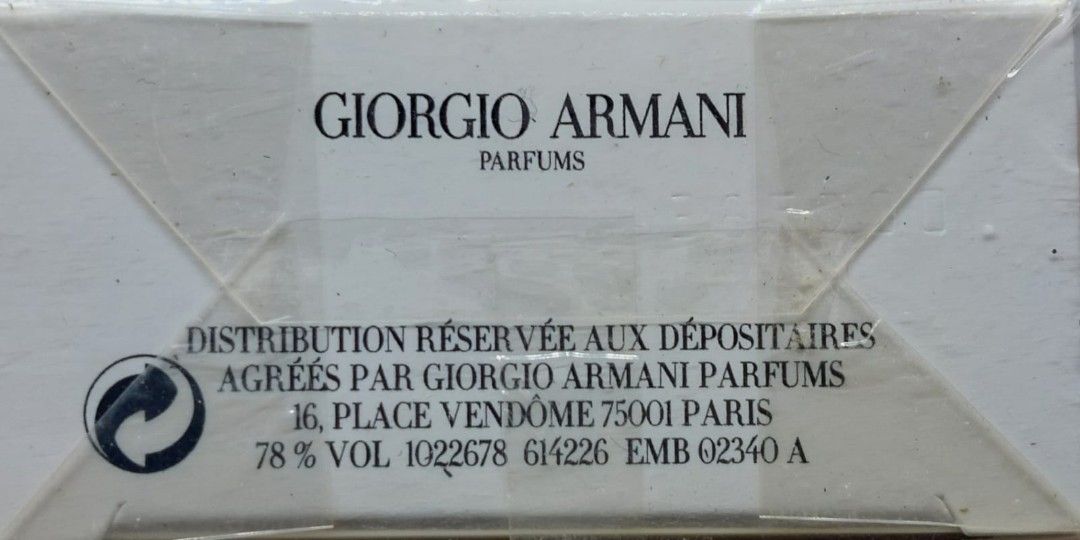 GIORGIO ARMANI
PARFUMS
DISTRIBUTION RÉSERVÉE AUX DÉPOSITAIRES
AGRÉÉS PAR GIORGIO ARMANI PARFUMS
16, PLACE VENDÔME 75001 PARIS
78 % VOL 1022678 614226 EMB 02340 A